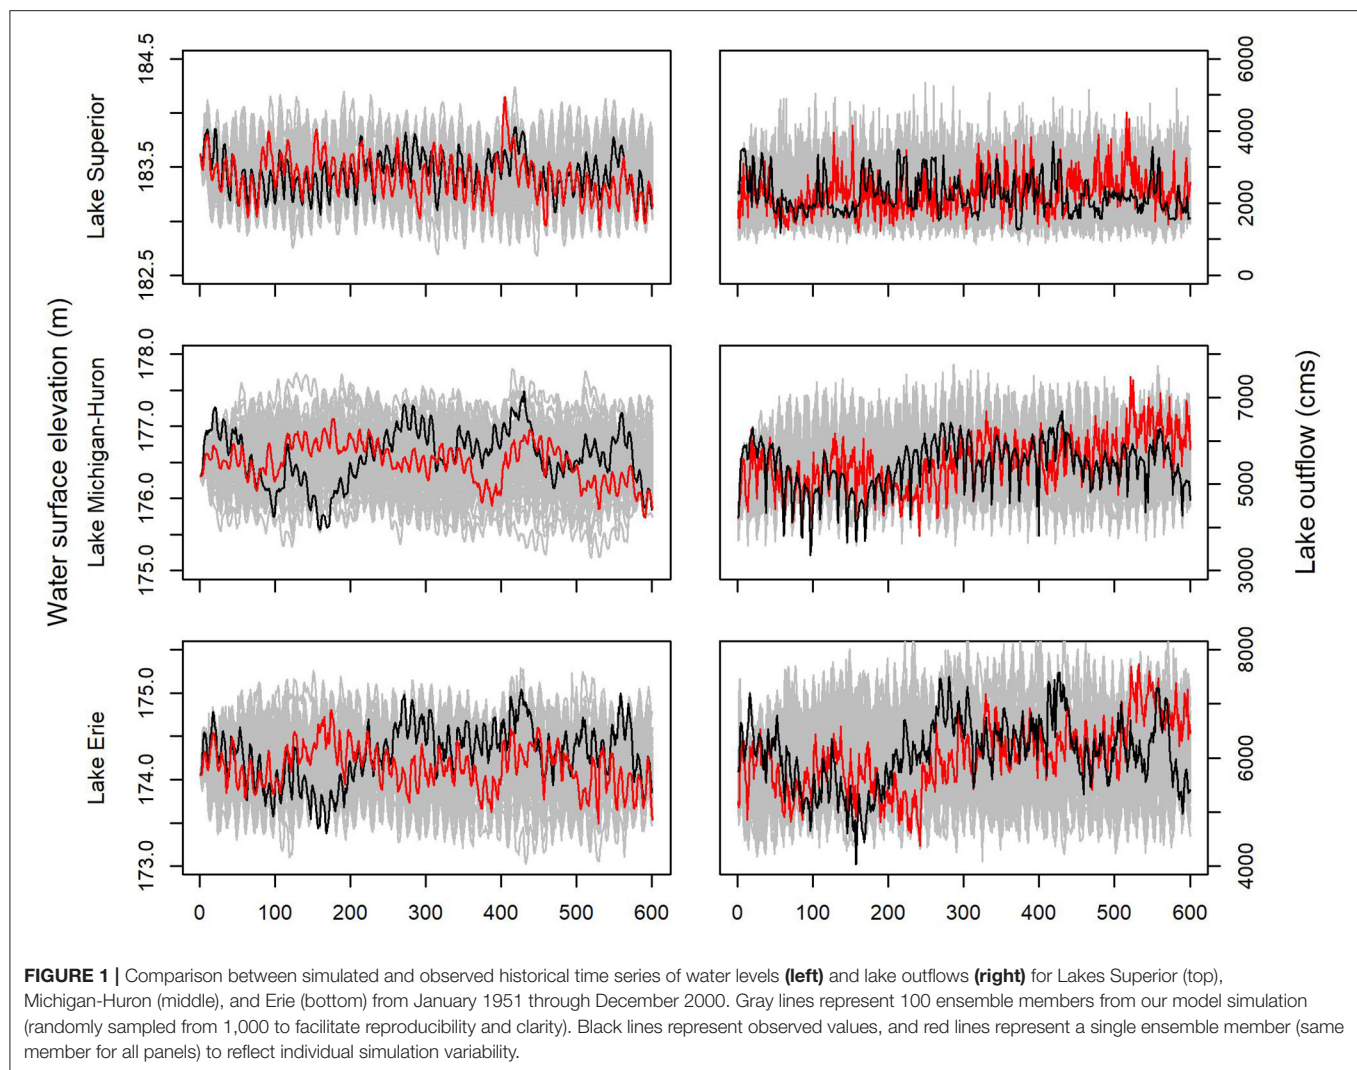 Water surface elevation (m)
Lake Superior
184.5
183.5
182.5
6000
4000
2000
0
Lake Michigan-Huron
178.0
177.0
176.0
175.0
7000
5000
3000
Lake outflow (cms)
Lake Erie
175.0
174.0
173.0
8000
6000
4000
0 100 200 300 400 500 600
0 100 200 300 400 500 600
FIGURE 1 | Comparison between simulated and observed historical time series of water levels (left) and lake outflows (right) for Lakes Superior (top),
Michigan-Huron (middle), and Erie (bottom) from January 1951 through December 2000. Gray lines represent 100 ensemble members from our model simulation
(randomly sampled from 1,000 to facilitate reproducibility and clarity). Black lines represent observed values, and red lines represent a single ensemble member (same
member for all panels) to reflect individual simulation variability.